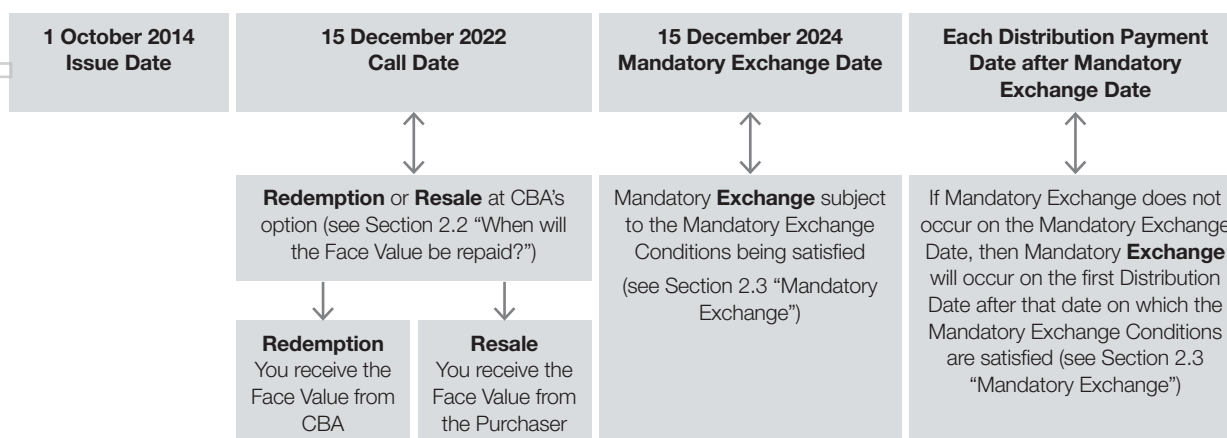 1 October 2014
Issue Date
15 December 2022
Call Date
15 December 2024
Mandatory Exchange Date
Each Distribution Payment
Date after Mandatory
Exchange Date
Redemption or Resale at CBA's
option (see Section 2.2 “When will
the Face Value be repaid?”)
Redemption
You receive the
Face Value from
CBA
Resale
You receive the
Face Value from
the Purchaser
Mandatory Exchange subject
to the Mandatory Exchange
Conditions being satisfied
(see Section 2.3 “Mandatory
Exchange”)
If Mandatory Exchange does not
occur on the Mandatory Exchange
Date, then Mandatory Exchange
will occur on the first Distribution
Date after that date on which the
Mandatory Exchange Conditions
are satisfied (see Section 2.3
“Mandatory Exchange”)